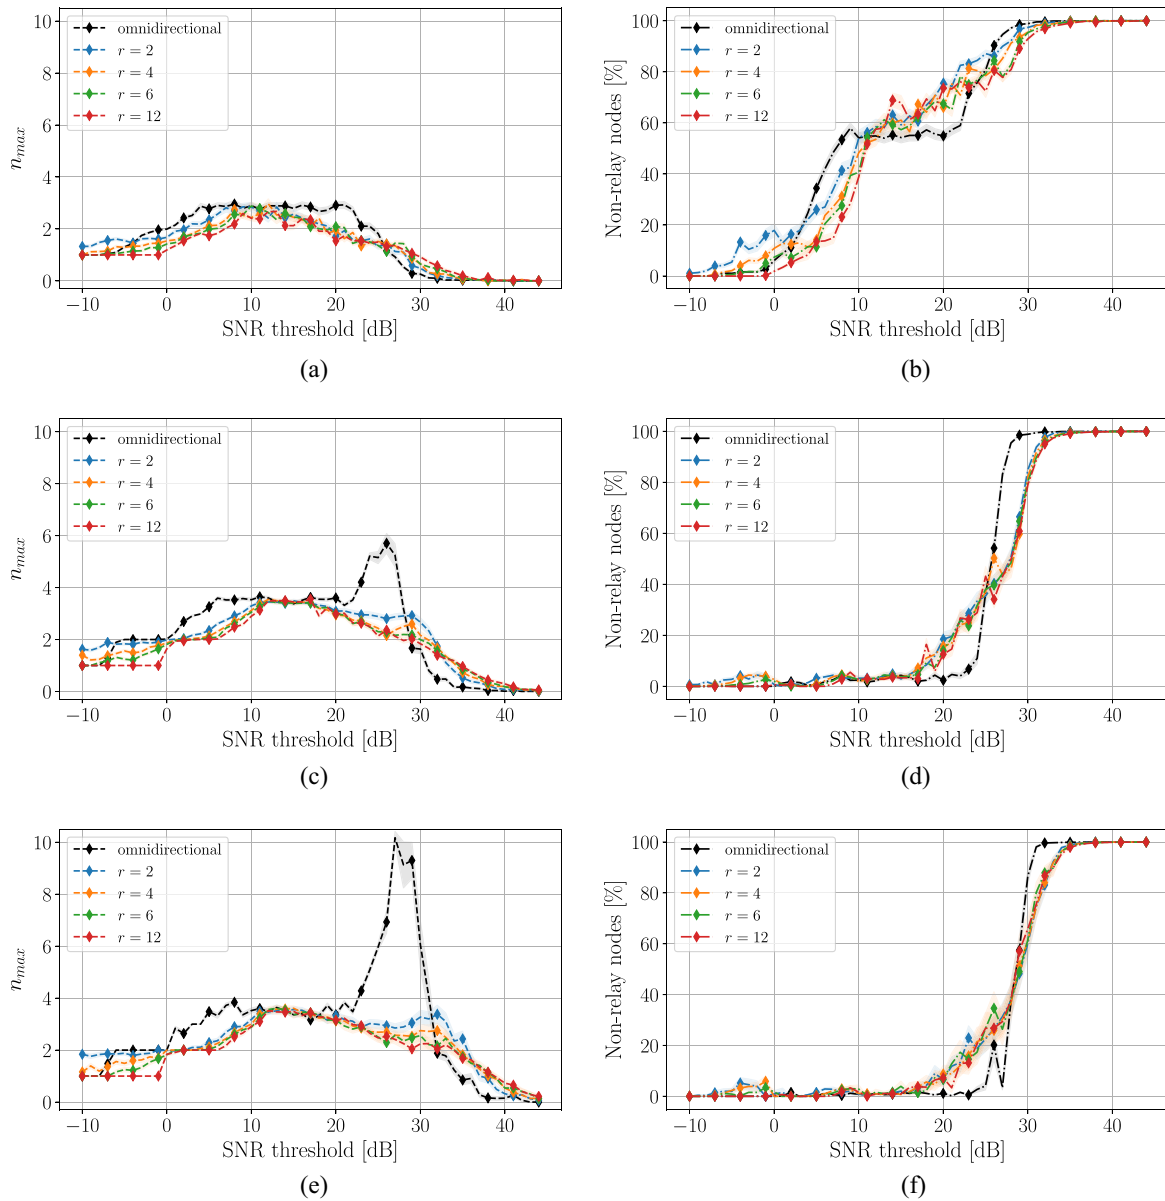 10
8
6
4
2
0
n_max
omnidirectional
r = 2
r = 4
r = 6
r = 12
−10 0 10 20 30 40
SNR threshold [dB]
(a)
100
80
60
40
20
0
Non-relay nodes [%]
omnidirectional
r = 2
r = 4
r = 6
r = 12
−10 0 10 20 30 40
SNR threshold [dB]
(b)
10
8
6
4
2
0
n_max
omnidirectional
r = 2
r = 4
r = 6
r = 12
−10 0 10 20 30 40
SNR threshold [dB]
(c)
100
80
60
40
20
0
Non-relay nodes [%]
omnidirectional
r = 2
r = 4
r = 6
r = 12
−10 0 10 20 30 40
SNR threshold [dB]
(d)
10
8
6
4
2
0
n_max
omnidirectional
r = 2
r = 4
r = 6
r = 12
−10 0 10 20 30 40
SNR threshold [dB]
(e)
100
80
60
40
20
0
Non-relay nodes [%]
omnidirectional
r = 2
r = 4
r = 6
r = 12
−10 0 10 20 30 40
SNR threshold [dB]
(f)